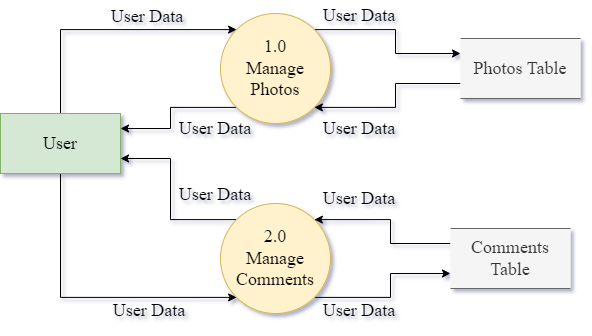 User Data
User Data
1.0
Manage
Photos
Photos Table
User Data
User Data
User
User Data
User Data
2.0
Manage
Comments
Comments
Table
User Data
User Data